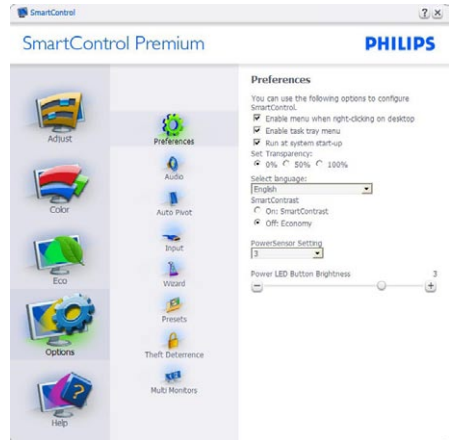 SmartControl
SmartControl Premium
PHILIPS
Adjust
Color
Eco
Options
Help
Preferences
Audio
Auto Pivot
Input
Wizard
Presets
Theft Deterrence
Multi Monitors
Preferences
You can use the following options to configure
SmartControl.
Enable menu when right-clicking on desktop
Enable task tray menu
Run at system start-up
Set Transparency:
0% 50% 100%
Select language:
English
SmartContrast
On: SmartContrast
Off: Economy
PowerSensor Setting
3
Power LED Button Brightness 3